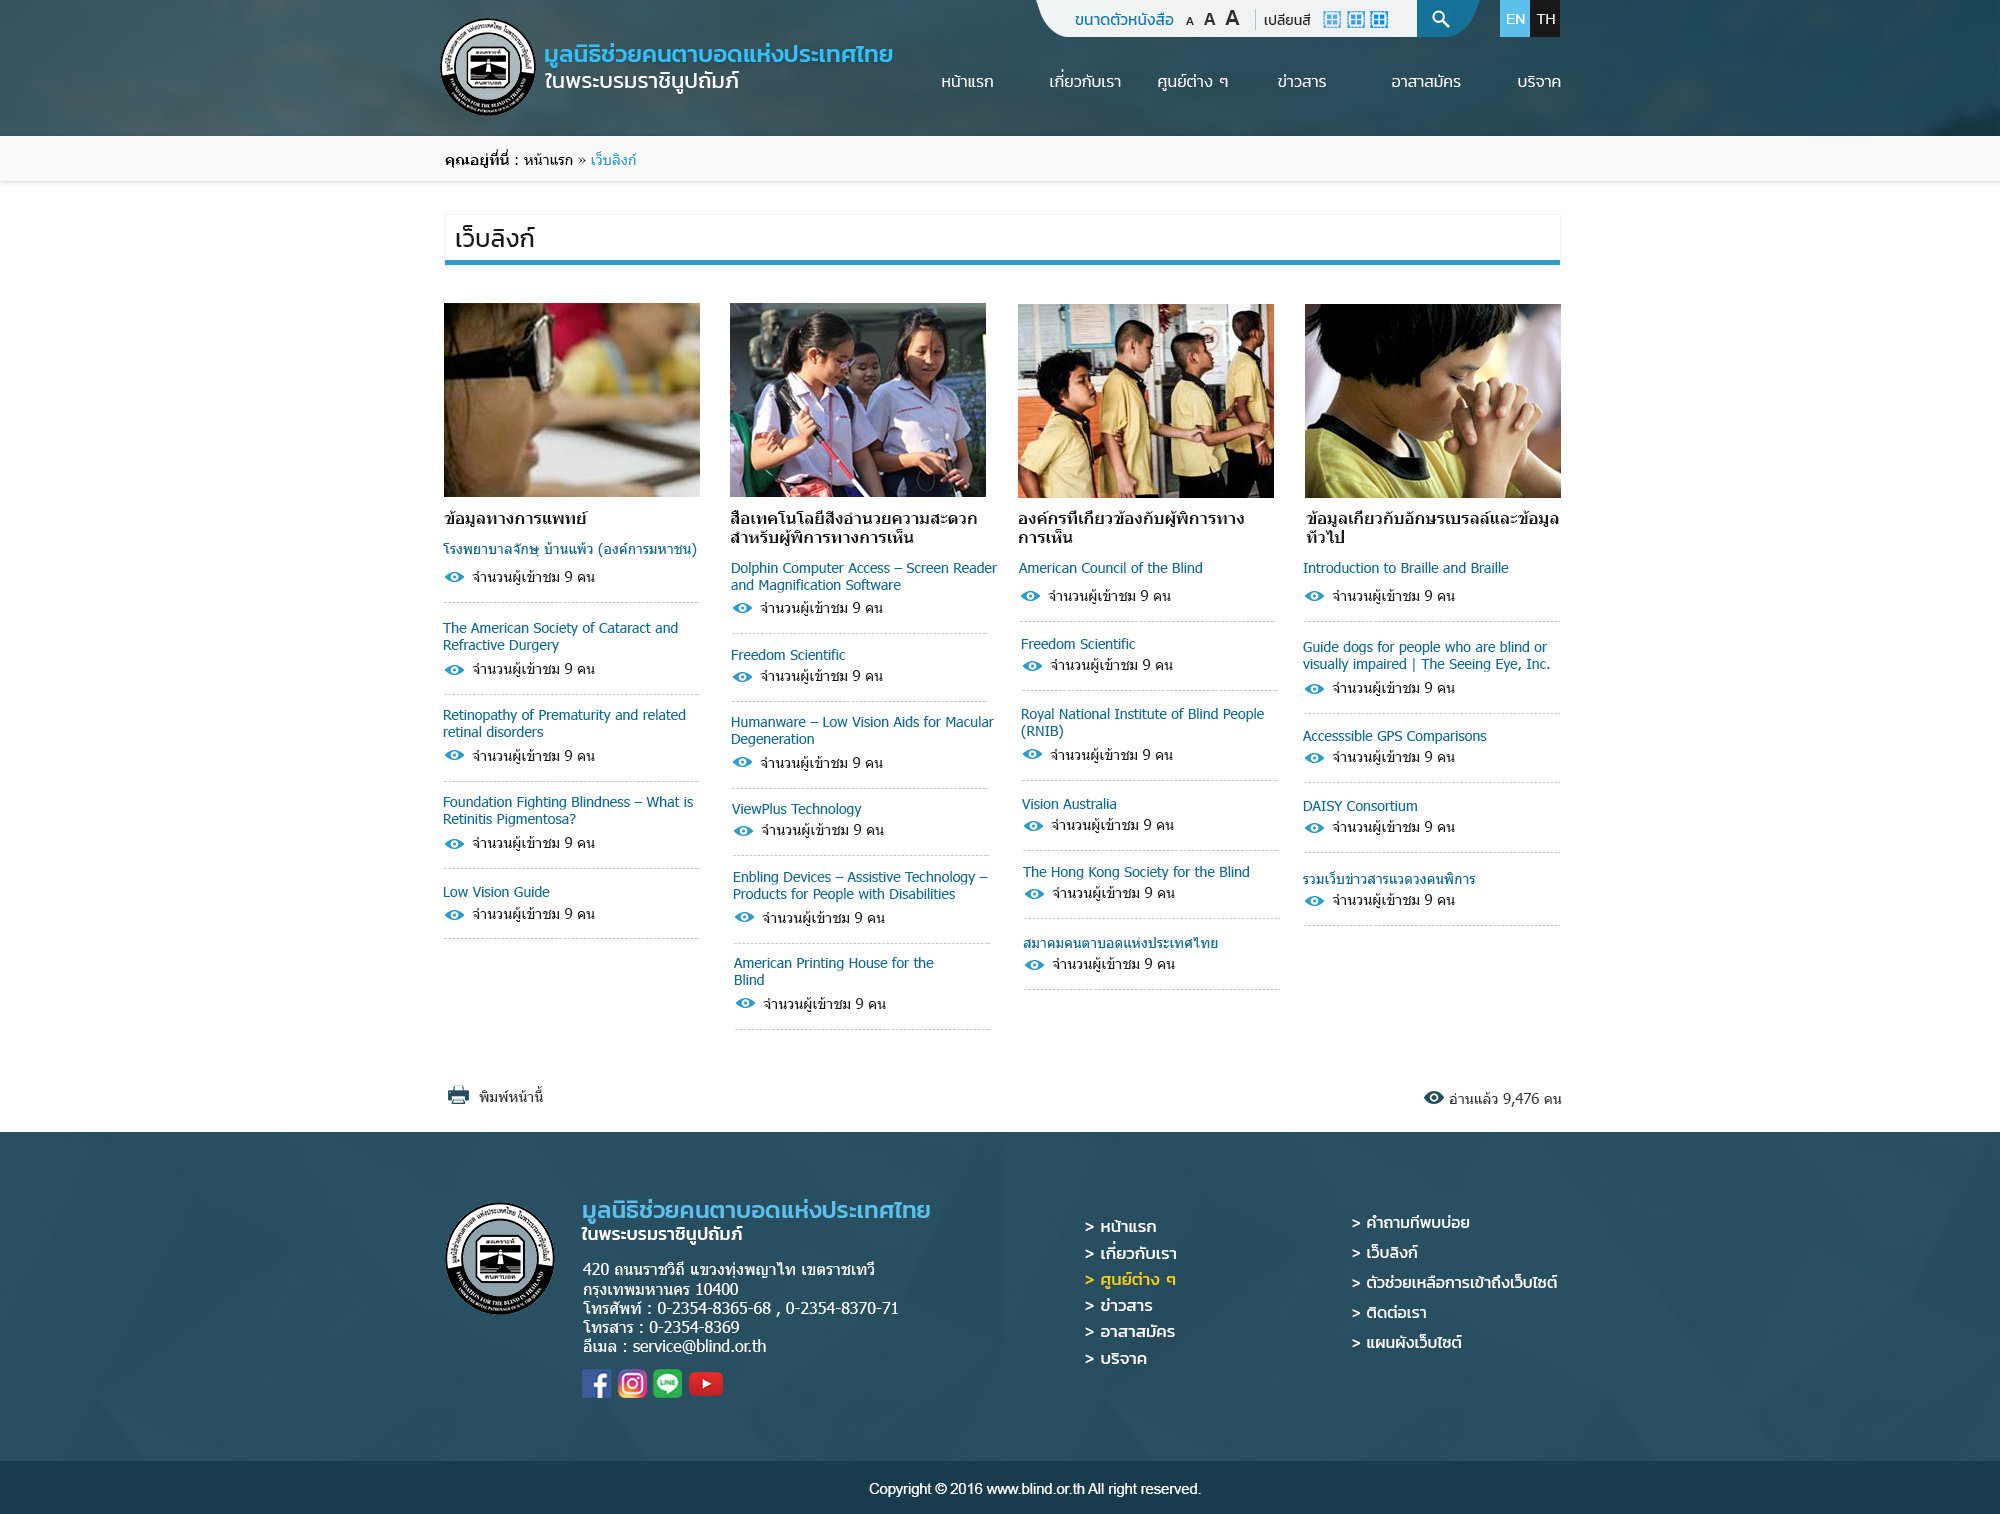 ขนาดตัวหนังสือ A A A เปลี่ยนสี EN TH
มูลนิธิช่วยคนตาบอดแห่งประเทศไทย
ในพระบรมราชินูปถัมภ์
หน้าแรก เกี่ยวกับเรา ศูนย์ต่าง ๆ ข่าวสาร อาสาสมัคร บริจาค
คุณอยู่ที่นี่ : หน้าแรก » เว็บลิงก์
เว็บลิงก์
ข้อมูลทางการแพทย์
โรงพยาบาลจักษุ บ้านแพ้ว (องค์การมหาชน)
จำนวนผู้เข้าชม 9 คน
The American Society of Cataract and
Refractive Durgery
จำนวนผู้เข้าชม 9 คน
Retinopathy of Prematurity and related
retinal disorders
จำนวนผู้เข้าชม 9 คน
Foundation Fighting Blindness – What is
Retinitis Pigmentosa?
จำนวนผู้เข้าชม 9 คน
Low Vision Guide
จำนวนผู้เข้าชม 9 คน
สื่อเทคโนโลยีสิ่งอำนวยความสะดวก
สำหรับผู้พิการทางการเห็น
Dolphin Computer Access – Screen Reader
and Magnification Software
จำนวนผู้เข้าชม 9 คน
Freedom Scientific
จำนวนผู้เข้าชม 9 คน
Humanware – Low Vision Aids for Macular
Degeneration
จำนวนผู้เข้าชม 9 คน
ViewPlus Technology
จำนวนผู้เข้าชม 9 คน
Enbling Devices – Assistive Technology –
Products for People with Disabilities
จำนวนผู้เข้าชม 9 คน
American Printing House for the
Blind
จำนวนผู้เข้าชม 9 คน
องค์กรที่เกี่ยวข้องกับผู้พิการทาง
การเห็น
American Council of the Blind
จำนวนผู้เข้าชม 9 คน
Freedom Scientific
จำนวนผู้เข้าชม 9 คน
Royal National Institute of Blind People
(RNIB)
จำนวนผู้เข้าชม 9 คน
Vision Australia
จำนวนผู้เข้าชม 9 คน
The Hong Kong Society for the Blind
จำนวนผู้เข้าชม 9 คน
สมาคมคนตาบอดแห่งประเทศไทย
จำนวนผู้เข้าชม 9 คน
ข้อมูลเกี่ยวกับอักษรเบรลล์และข้อมูล
ทั่วไป
Introduction to Braille and Braille
จำนวนผู้เข้าชม 9 คน
Guide dogs for people who are blind or
visually impaired | The Seeing Eye, Inc.
จำนวนผู้เข้าชม 9 คน
Accesssible GPS Comparisons
จำนวนผู้เข้าชม 9 คน
DAISY Consortium
จำนวนผู้เข้าชม 9 คน
รวมเว็บข่าวสารแวดวงคนพิการ
จำนวนผู้เข้าชม 9 คน
พิมพ์หน้านี้
อ่านแล้ว 9,476 คน
มูลนิธิช่วยคนตาบอดแห่งประเทศไทย
ในพระบรมราชินูปถัมภ์
420 ถนนราชวิถี แขวงทุ่งพญาไท เขตราชเทวี
กรุงเทพมหานคร 10400
โทรศัพท์ : 0-2354-8365-68 , 0-2354-8370-71
โทรสาร : 0-2354-8369
อีเมล : service@blind.or.th
LINE
> หน้าแรก
> เกี่ยวกับเรา
> ศูนย์ต่าง ๆ
> ข่าวสาร
> อาสาสมัคร
> บริจาค
> คำถามที่พบบ่อย
> เว็บลิงก์
> ตัวช่วยเหลือการเข้าถึงเว็บไซต์
> ติดต่อเรา
> แผนผังเว็บไซต์
Copyright © 2016 www.blind.or.th All right reserved.